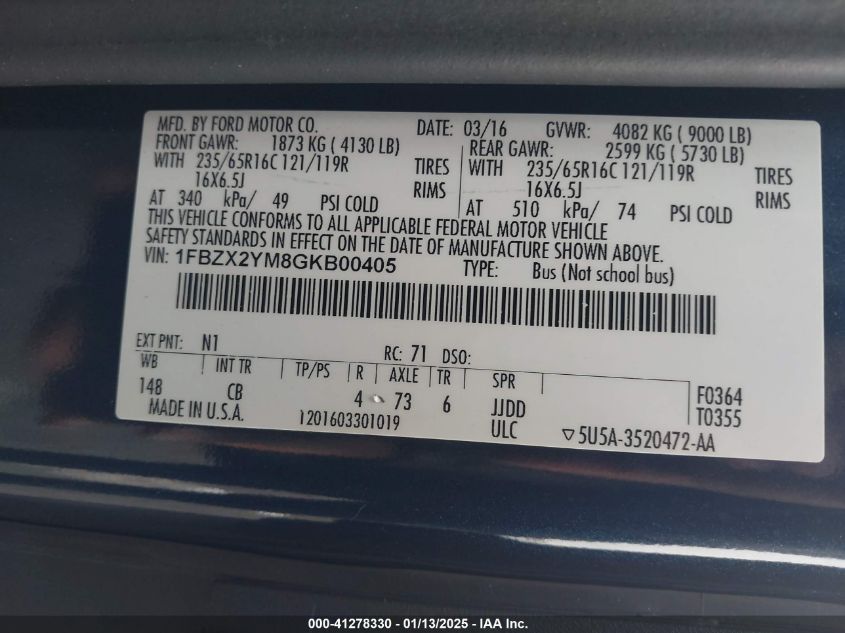 MFD. BY FORD MOTOR CO. DATE: 03/16 GVWR: 4082 KG ( 9000 LB)
FRONT GAWR: 1873 KG ( 4130 LB) REAR GAWR: 2599 KG ( 5730 LB)
WITH 235/65R16C 121/119R TIRES WITH 235/65R16C 121/119R TIRES
16X6.5J RIMS 16X6.5J RIMS
AT 340 kPa/ 49 PSI COLD AT 510 kPa/ 74 PSI COLD
THIS VEHICLE CONFORMS TO ALL APPLICABLE FEDERAL MOTOR VEHICLE
SAFETY STANDARDS IN EFFECT ON THE DATE OF MANUFACTURE SHOWN ABOVE.
VIN: 1FBZX2YM8GKB00405 TYPE: Bus (Not school Bus)
EXT PNT: N1 RC: 71 DSO:
WB INT TR TP/PS R AXLE TR SPR
148 CB 4 73 6 JJDD F0364
MADE IN U.S.A. 1201603301019 ULC T0355
▽5U5A-3520472-AA
000-41278330 - 01/13/2025 - IAA Inc.